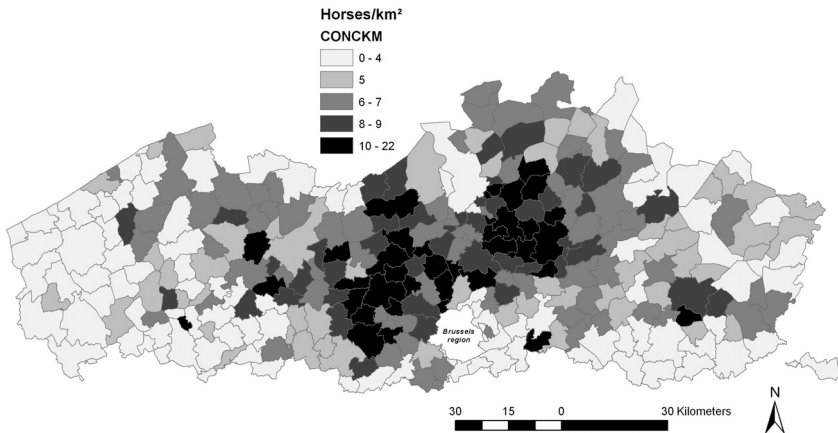 Horses/km²
CONCKM
0 - 4
5
6 - 7
8 - 9
10 - 22
Brussels
region
N
30 15 0 30 Kilometers